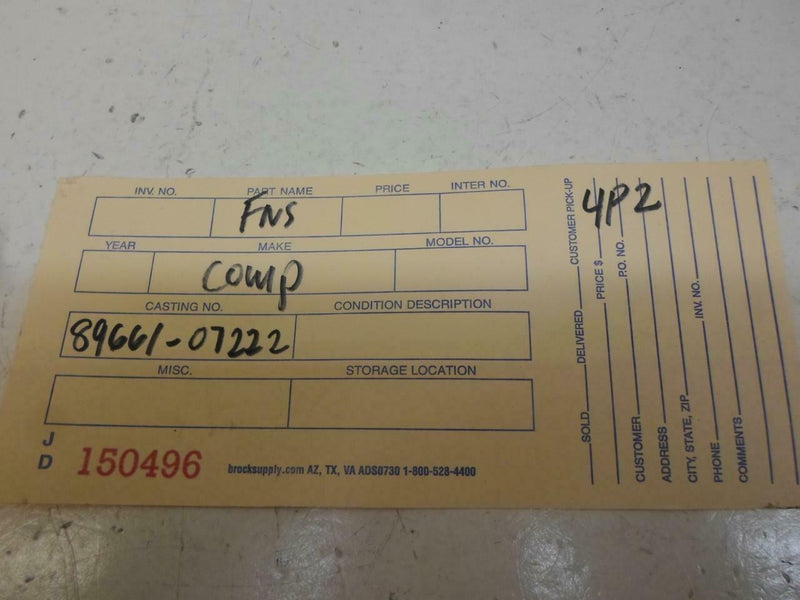 INV. NO. PART NAME PRICE INTER NO.
FNS
YEAR MAKE MODEL NO.
COMP
CASTING NO. CONDITION DESCRIPTION
89661-07222
MISC. STORAGE LOCATION
J
D
150496
brocksupply.com AZ, TX, VA ADS0730 1-800-528-4400
4P2
SOLD DELIVERED CUSTOMER PICK-UP
PRICE $
CUSTOMER P.O. NO.
ADDRESS
CITY, STATE, ZIP INV. NO.
PHONE
COMMENTS